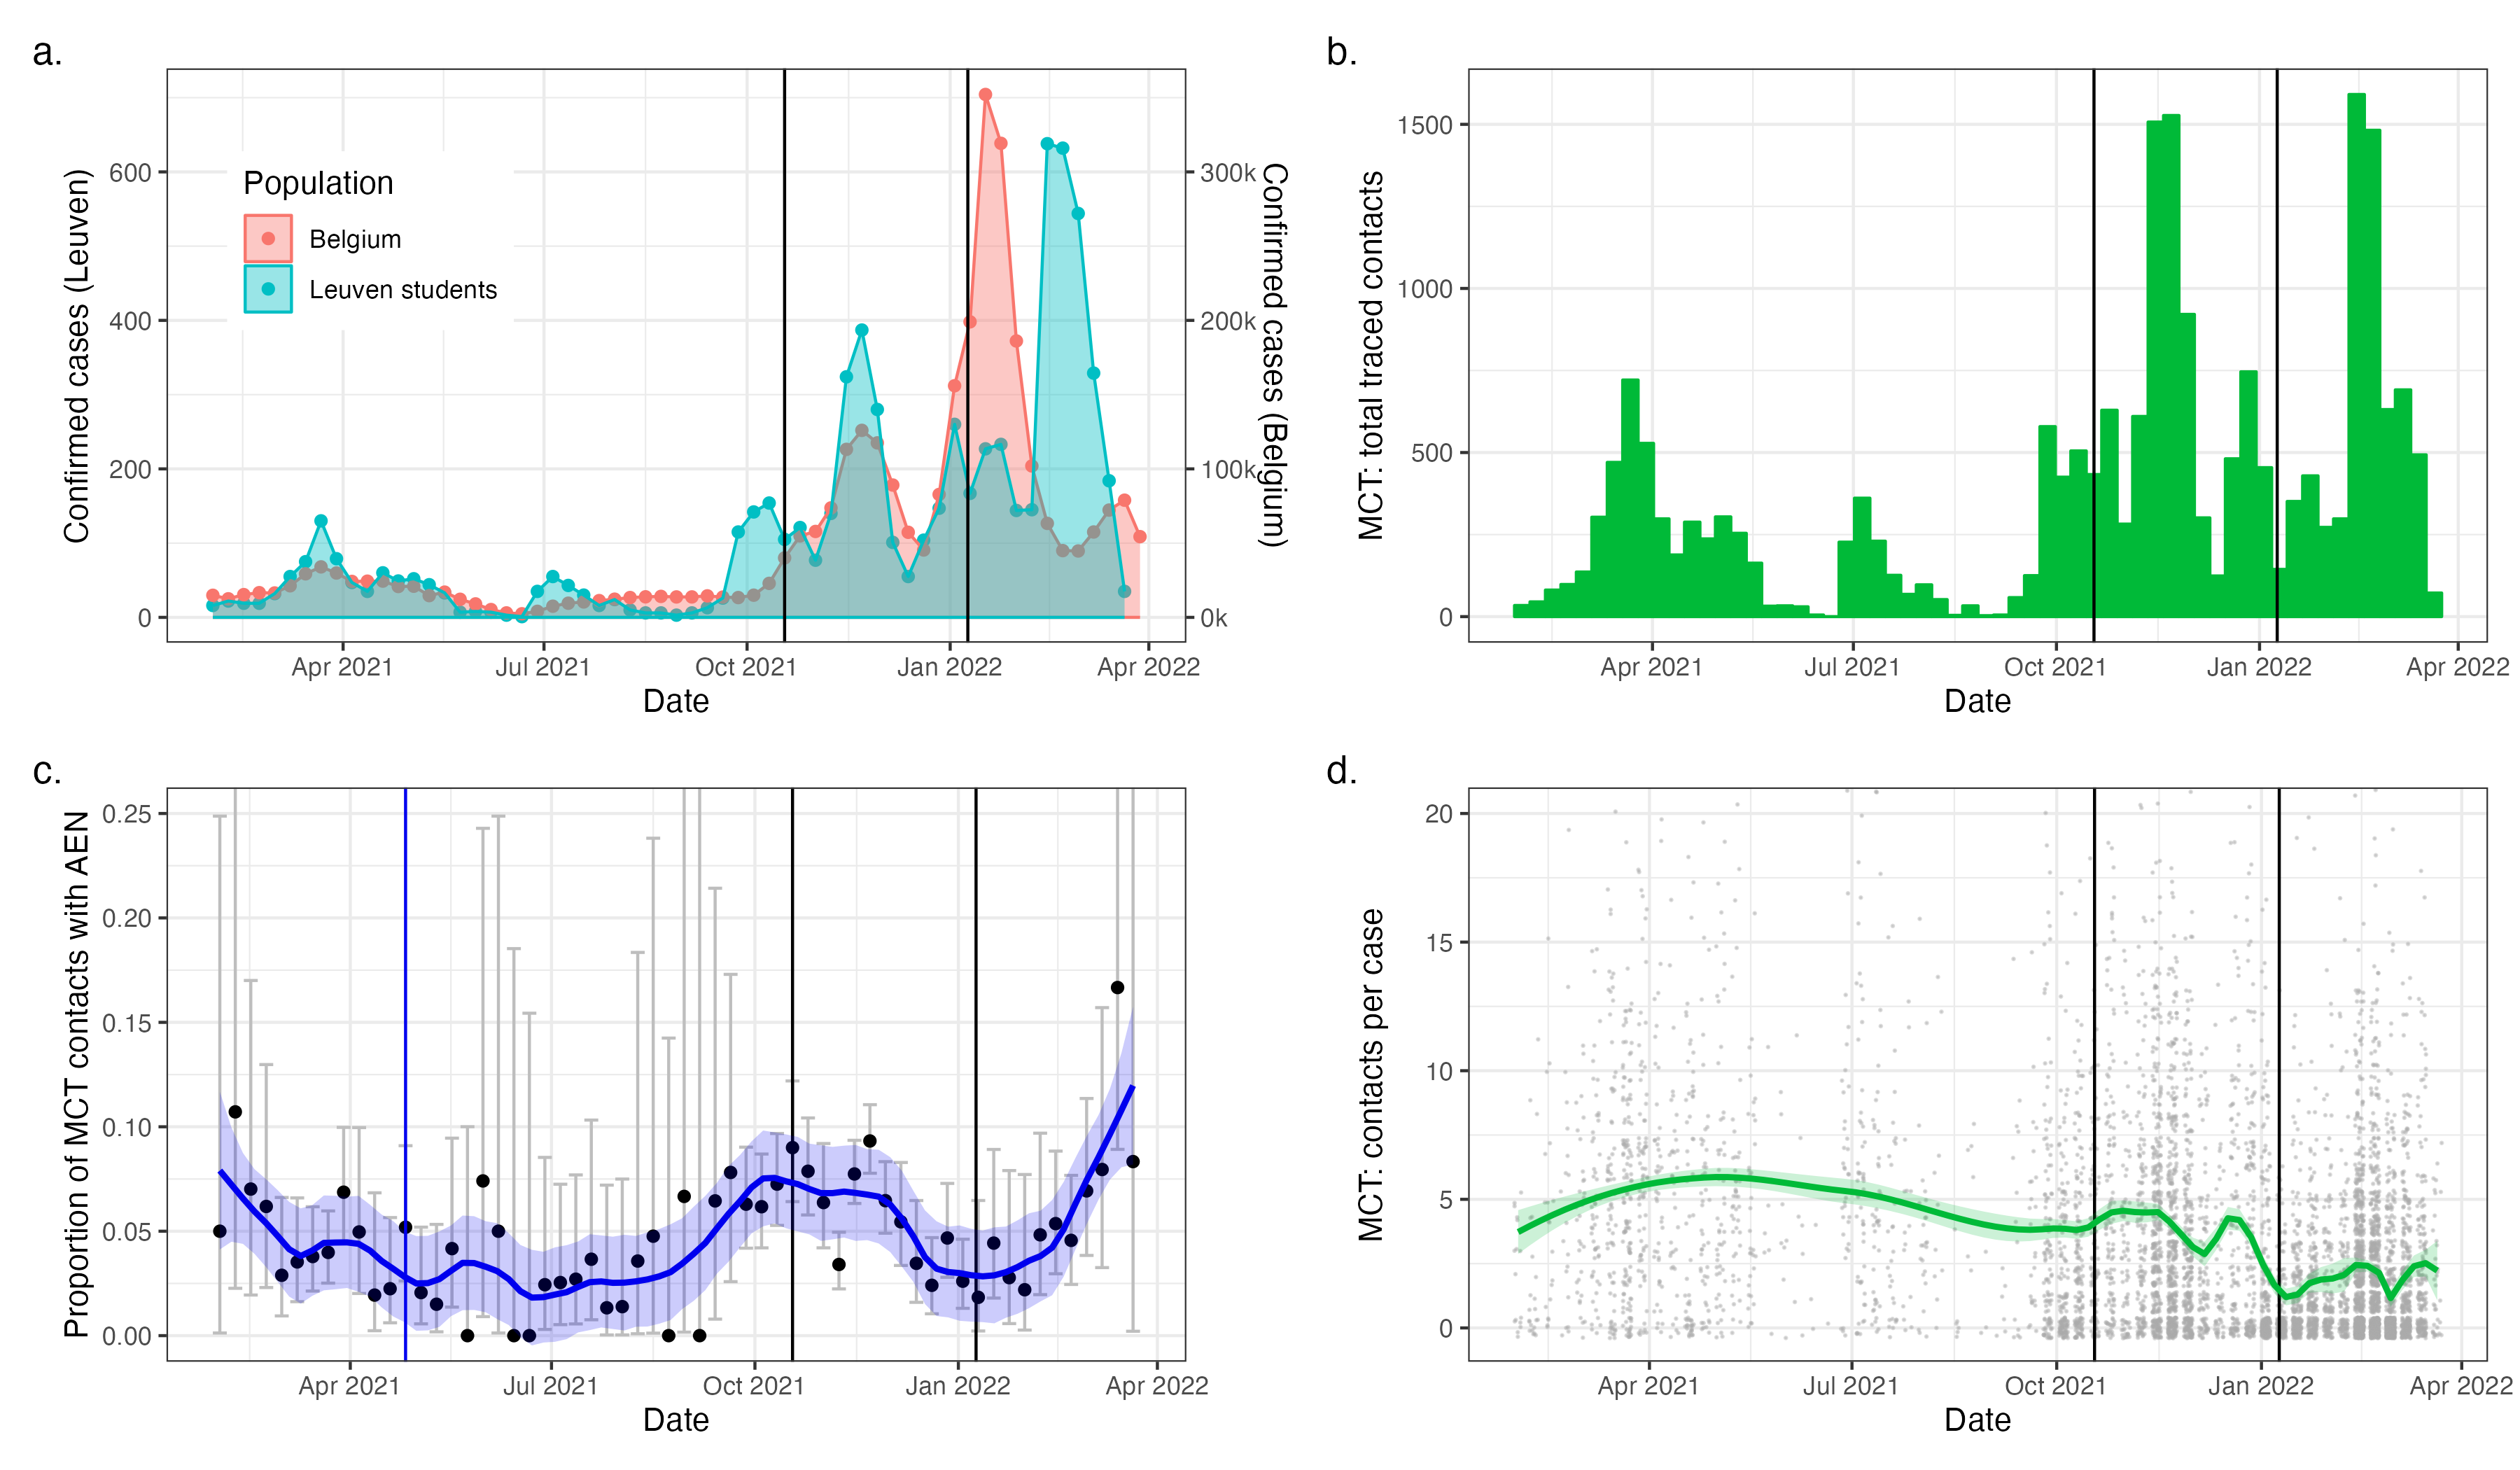 a.
Confirmed cases (Leuven)
600
400
200
0
Population
Belgium
Leuven students
300k
200k
100k
0k
Confirmed cases (Belgium)
Apr 2021
Jul 2021
Oct 2021
Jan 2022
Apr 2022
Date
b.
MCT: total traced contacts
1500
1000
500
0
Apr 2021
Jul 2021
Oct 2021
Jan 2022
Apr 2022
Date
c.
Proportion of MCT contacts with AEN
0.25
0.20
0.15
0.10
0.05
0.00
Apr 2021
Jul 2021
Oct 2021
Jan 2022
Apr 2022
Date
d.
MCT: contacts per case
20
15
10
5
0
Apr 2021
Jul 2021
Oct 2021
Jan 2022
Apr 2022
Date